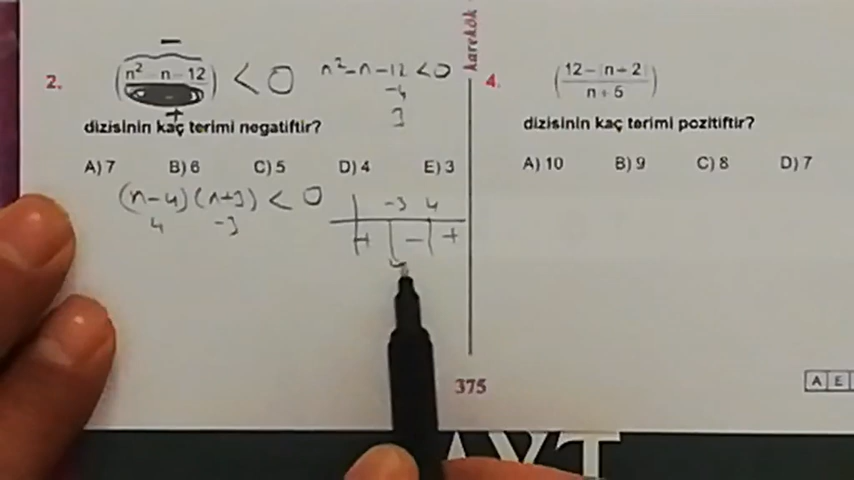 karekök
2. (n² - n - 12) < 0
+
n² - n - 12 < 0
-4
3
dizisinin kaç terimi negatiftir?
A) 7 B) 6 C) 5 D) 4 E) 3
(n-4)(n+3) < 0
4 -3
-3 4
+ - +
4. (12 - |n + 2| / n + 5)
dizisinin kaç terimi pozitiftir?
A) 10 B) 9 C) 8 D) 7
375
A E
AYT